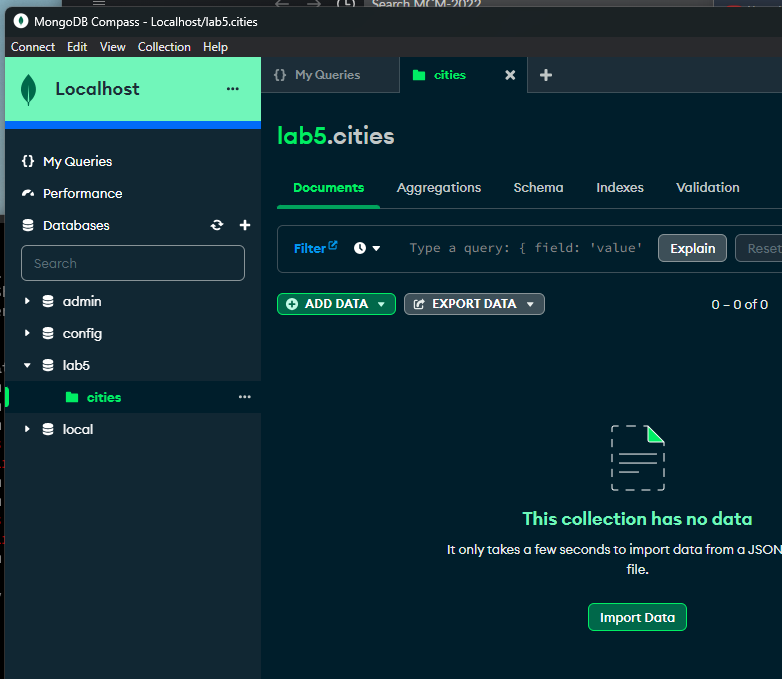 Search MCM-2022
MongoDB Compass - Localhost/lab5.cities
Connect Edit View Collection Help
Localhost
{} My Queries
cities
lab5.cities
My Queries
Performance
Databases
Search
admin
config
lab5
cities
local
Documents Aggregations Schema Indexes Validation
Filter Type a query: { field: 'value' Explain Reset
ADD DATA EXPORT DATA 0 – 0 of 0
This collection has no data
It only takes a few seconds to import data from a JSON
file.
Import Data